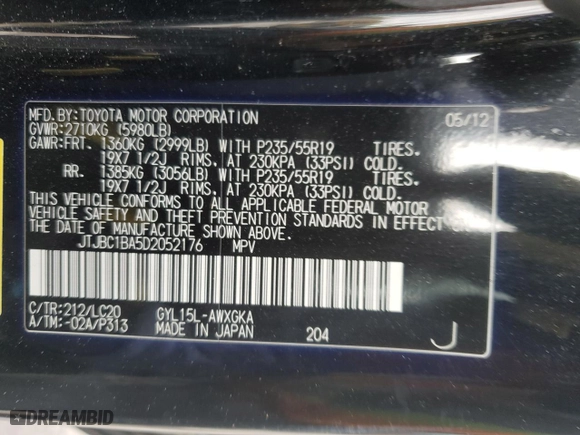 MFD.BY:TOYOTA MOTOR CORPORATION 05/12
GVWR:2710KG (5980LB)
GAWR:FRT. 1360KG (2999LB) WITH P235/55R19 TIRES.
19X7 1/2J RIMS. AT 230KPA (33PSI) COLD.
RR. 1385KG (3056LB) WITH P235/55R19 TIRES.
19X7 1/2J RIMS. AT 230KPA (33PSI) COLD.
THIS VEHICLE CONFORMS TO ALL APPLICABLE FEDERAL MOTOR
VEHICLE SAFETY AND THEFT PREVENTION STANDARDS IN EFFECT ON
THE DATE OF MANUFACTURE SHOWN ABOVE.
JTJBC1BA5D2052176 MPV
C/TR:212/LC20 GYL15L-AWXGKA
A/TM:-02A/P313 MADE IN JAPAN 204 J
DREAMBID